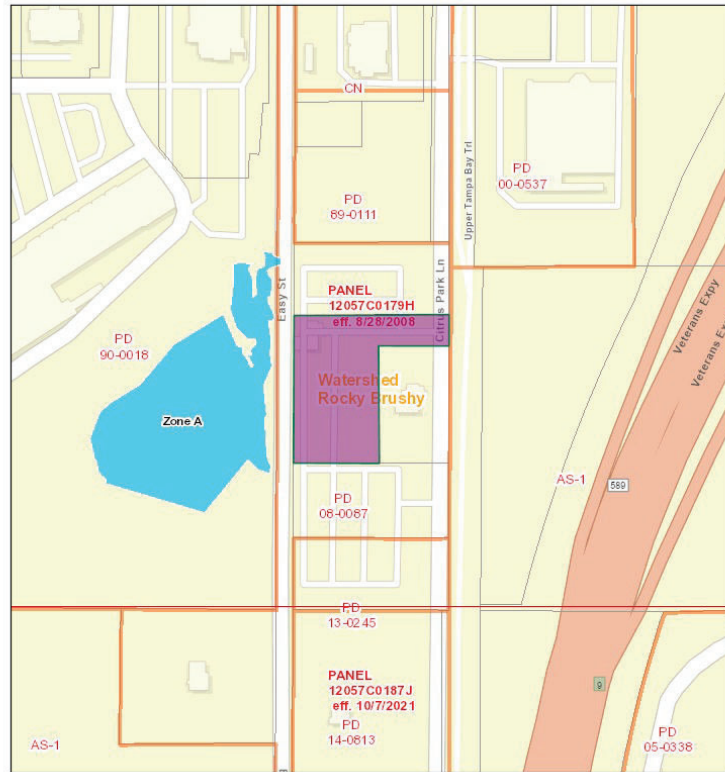 CN
PD
00-0537
PD
89-0111
Upper Tampa Bay Trl
Easy St
Citrus Park Ln
PANEL
12057C0179H
eff. 8/28/2008
Veterans Expy
Veterans Expy
PD
90-0018
Watershed
Rocky Brushy
Zone A
AS-1
589
PD
08-0087
PD
13-0245
PANEL
12057C0187J
eff. 10/7/2021
PD
14-0813
9
AS-1
PD
05-0338